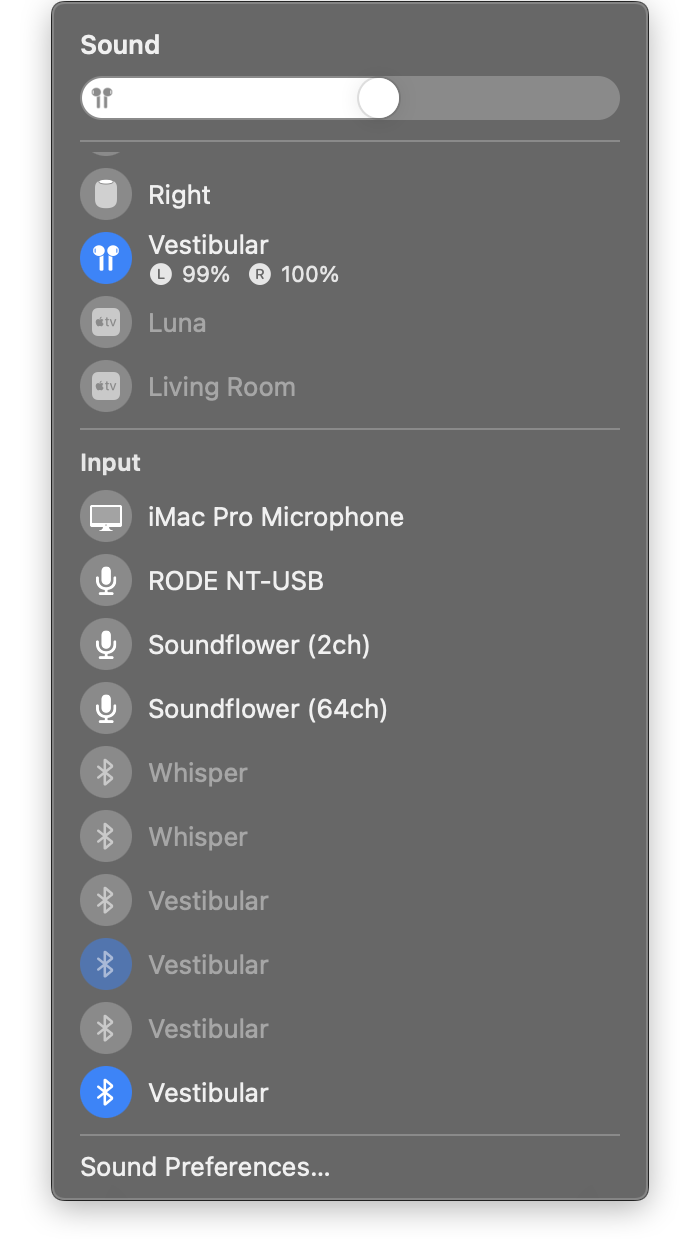 Sound
Right
Vestibular
L 99% R 100%
tv Luna
tv Living Room
Input
iMac Pro Microphone
RODE NT-USB
Soundflower (2ch)
Soundflower (64ch)
Whisper
Whisper
Vestibular
Vestibular
Vestibular
Vestibular
Sound Preferences...